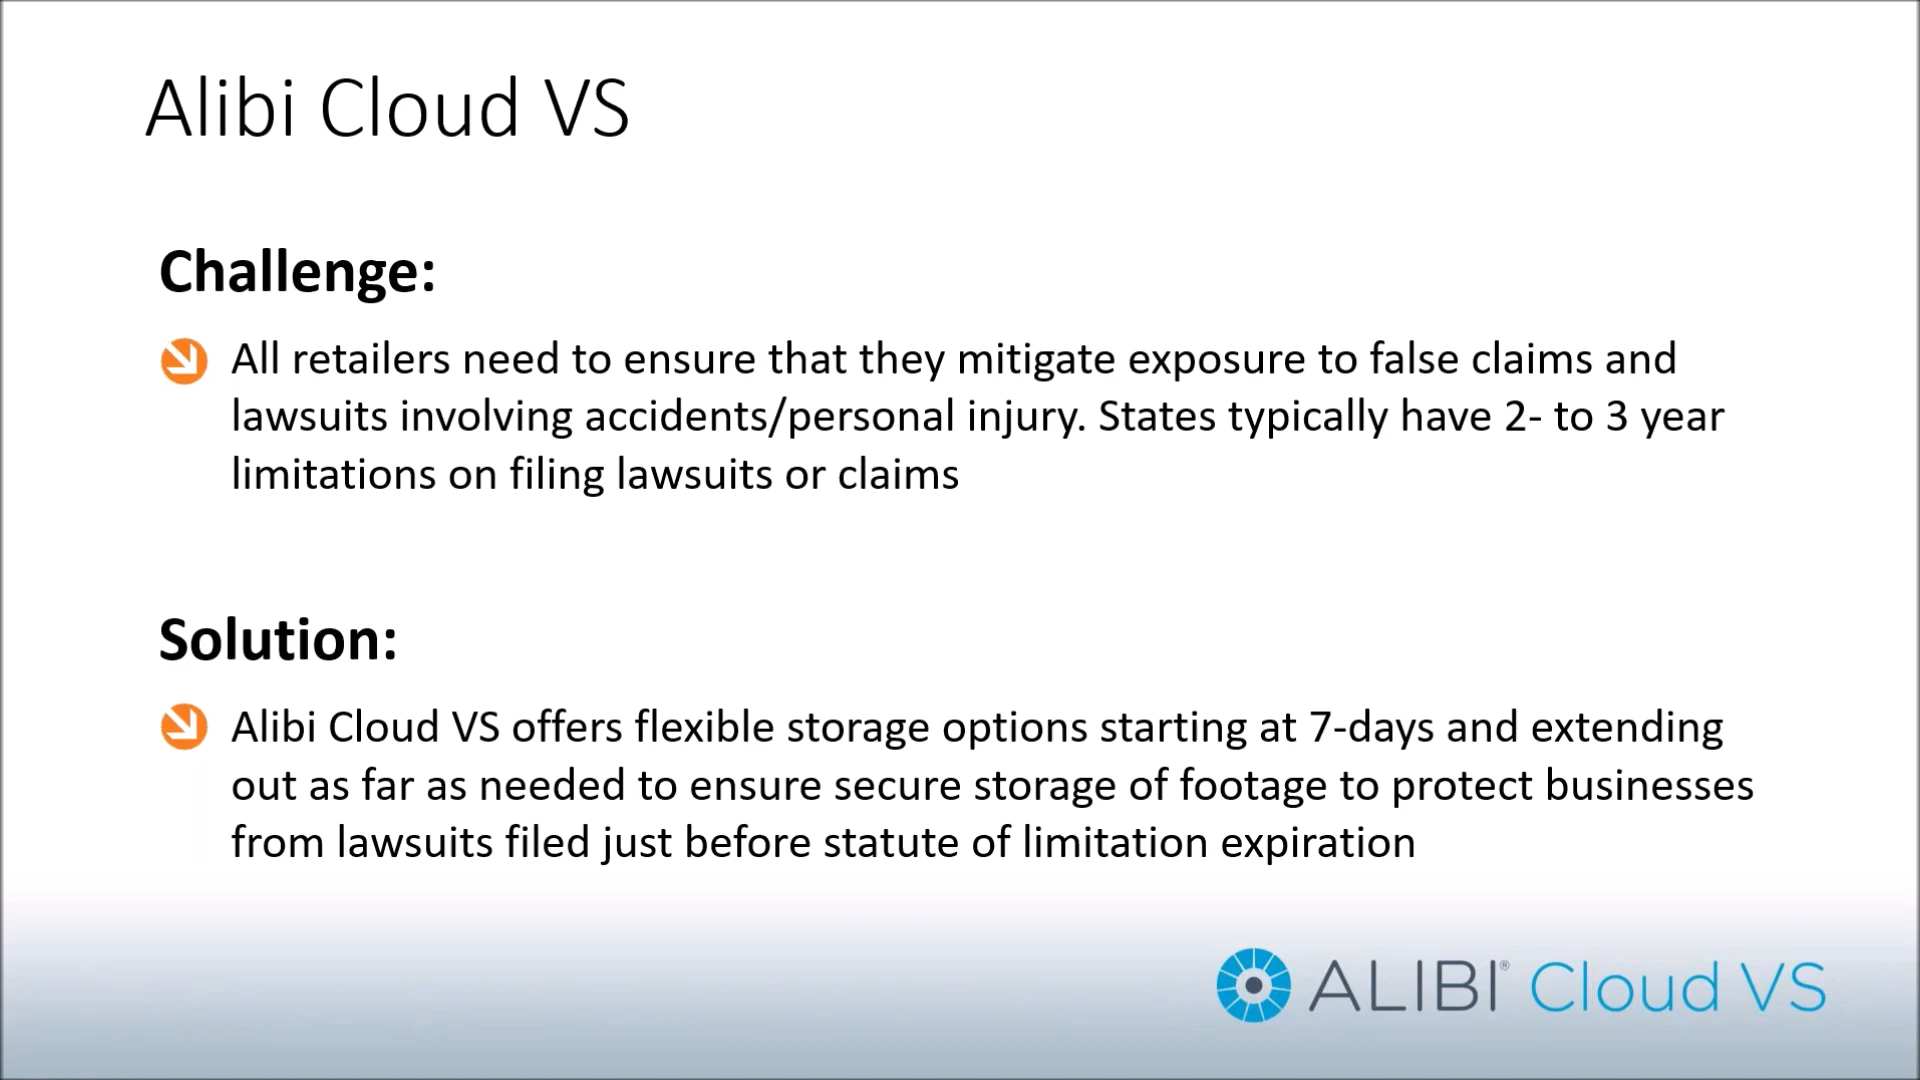 Alibi Cloud VS
Challenge:
All retailers need to ensure that they mitigate exposure to false claims and
lawsuits involving accidents/personal injury. States typically have 2- to 3 year
limitations on filing lawsuits or claims
Solution:
Alibi Cloud VS offers flexible storage options starting at 7-days and extending
out as far as needed to ensure secure storage of footage to protect businesses
from lawsuits filed just before statute of limitation expiration
ALIBI® Cloud VS